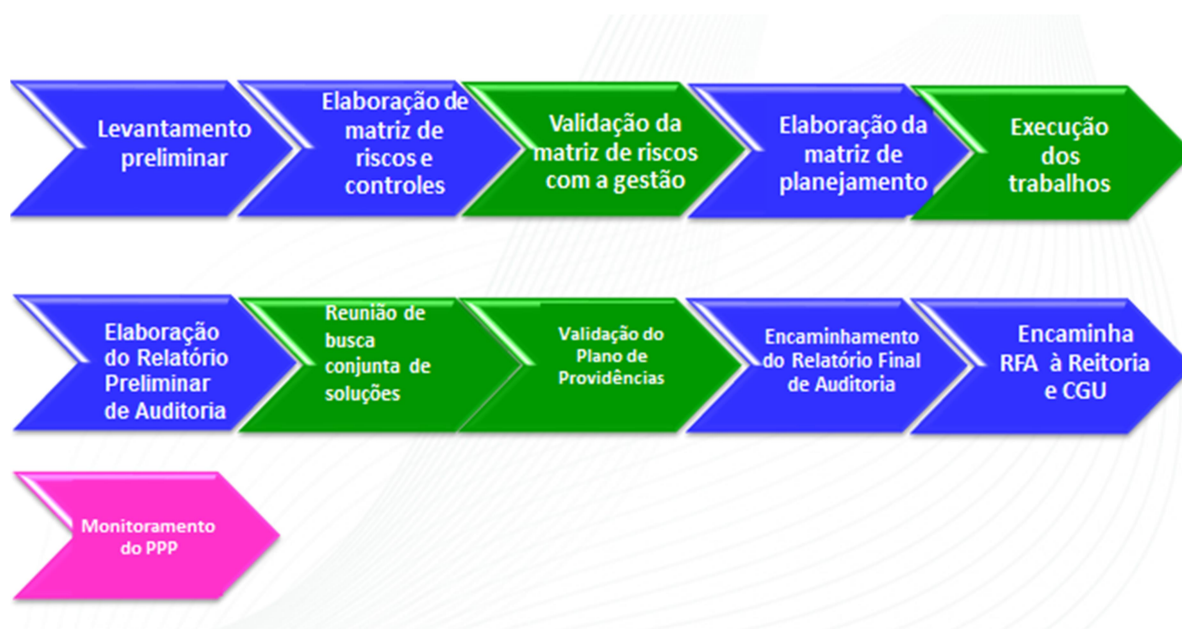 Levantamento
preliminar
Elaboração de
matriz de
riscos e
controles
Validação da
matriz de riscos
com a gestão
Elaboração da
matriz de
planejamento
Execução
dos
trabalhos
Elaboração
do Relatório
Preliminar
de Auditoria
Reunião de
busca
conjunta de
soluções
Validação do
Plano de
Providências
Encaminhamento
do Relatório Final
de Auditoria
Encaminha
RFA à Reitoria
e CGU
Monitoramento
do PPP